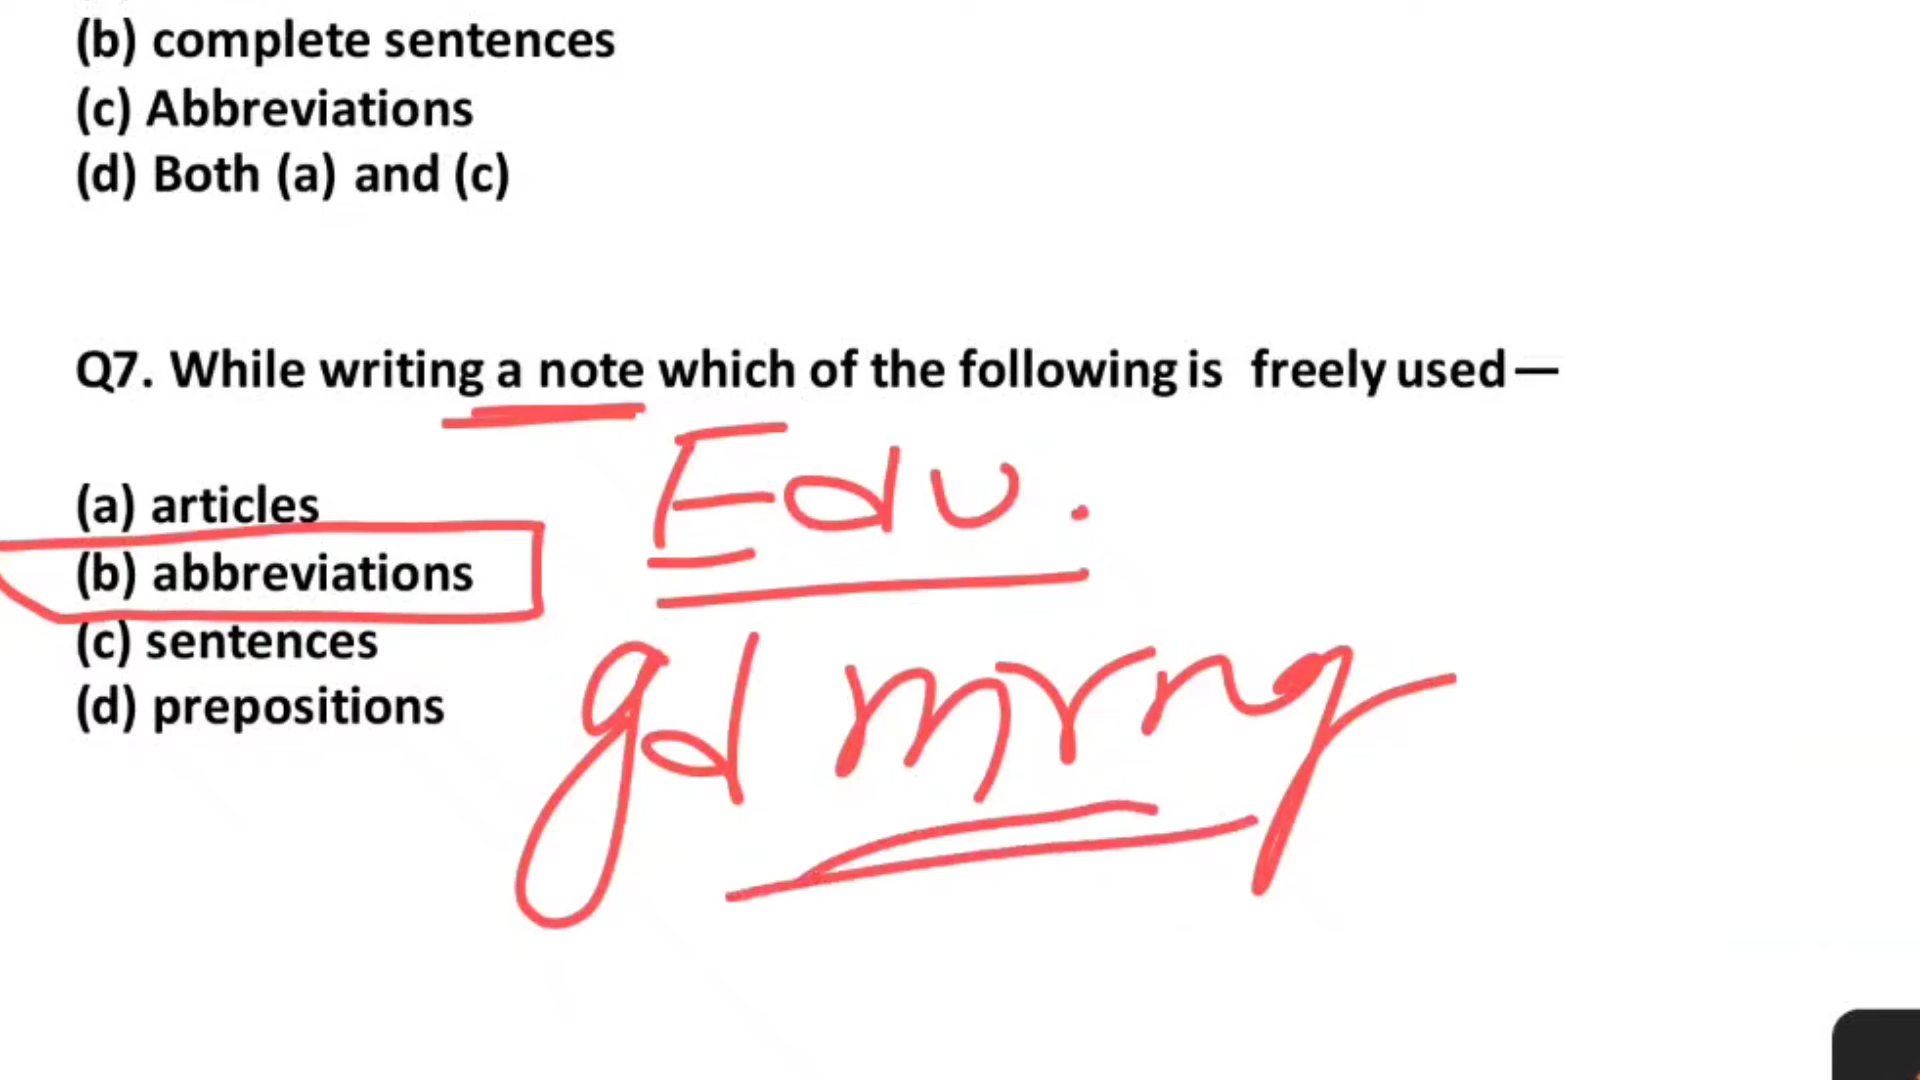 (b) complete sentences
(c) Abbreviations
(d) Both (a) and (c)
Q7. While writing a note which of the following is freely used—
(a) articles
Edu.
(b) abbreviations
(c) sentences
gd mrng
(d) prepositions